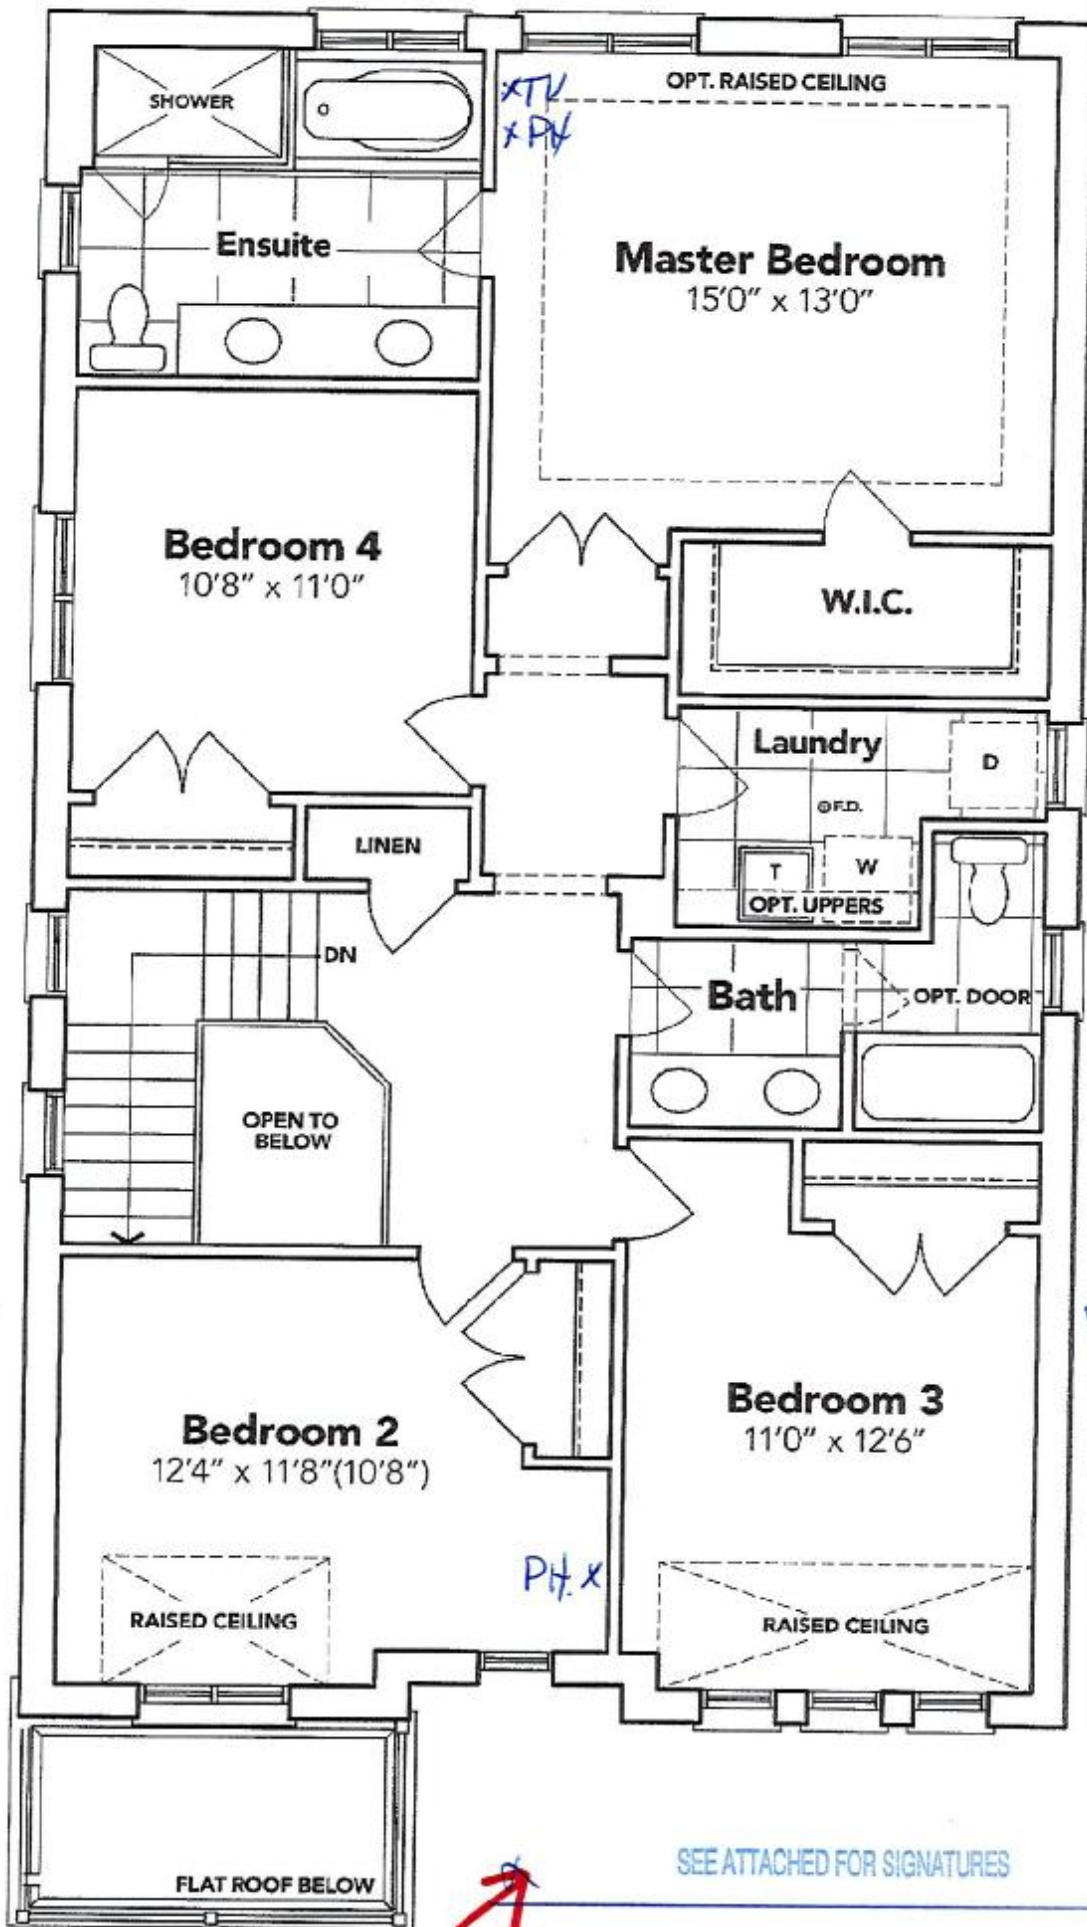 SHOWER
xTV
x PH
OPT. RAISED CEILING
Ensuite
Master Bedroom
15'0" x 13'0"
Bedroom 4
10'8" x 11'0"
W.I.C.
Laundry
D
F.D.
LINEN
T
W
OPT. UPPERS
DN
Bath
OPT. DOOR
OPEN TO
BELOW
Bedroom 2
12'4" x 11'8"(10'8")
Bedroom 3
11'0" x 12'6"
PH. x
RAISED CEILING
RAISED CEILING
FLAT ROOF BELOW
x
SEE ATTACHED FOR SIGNATURES